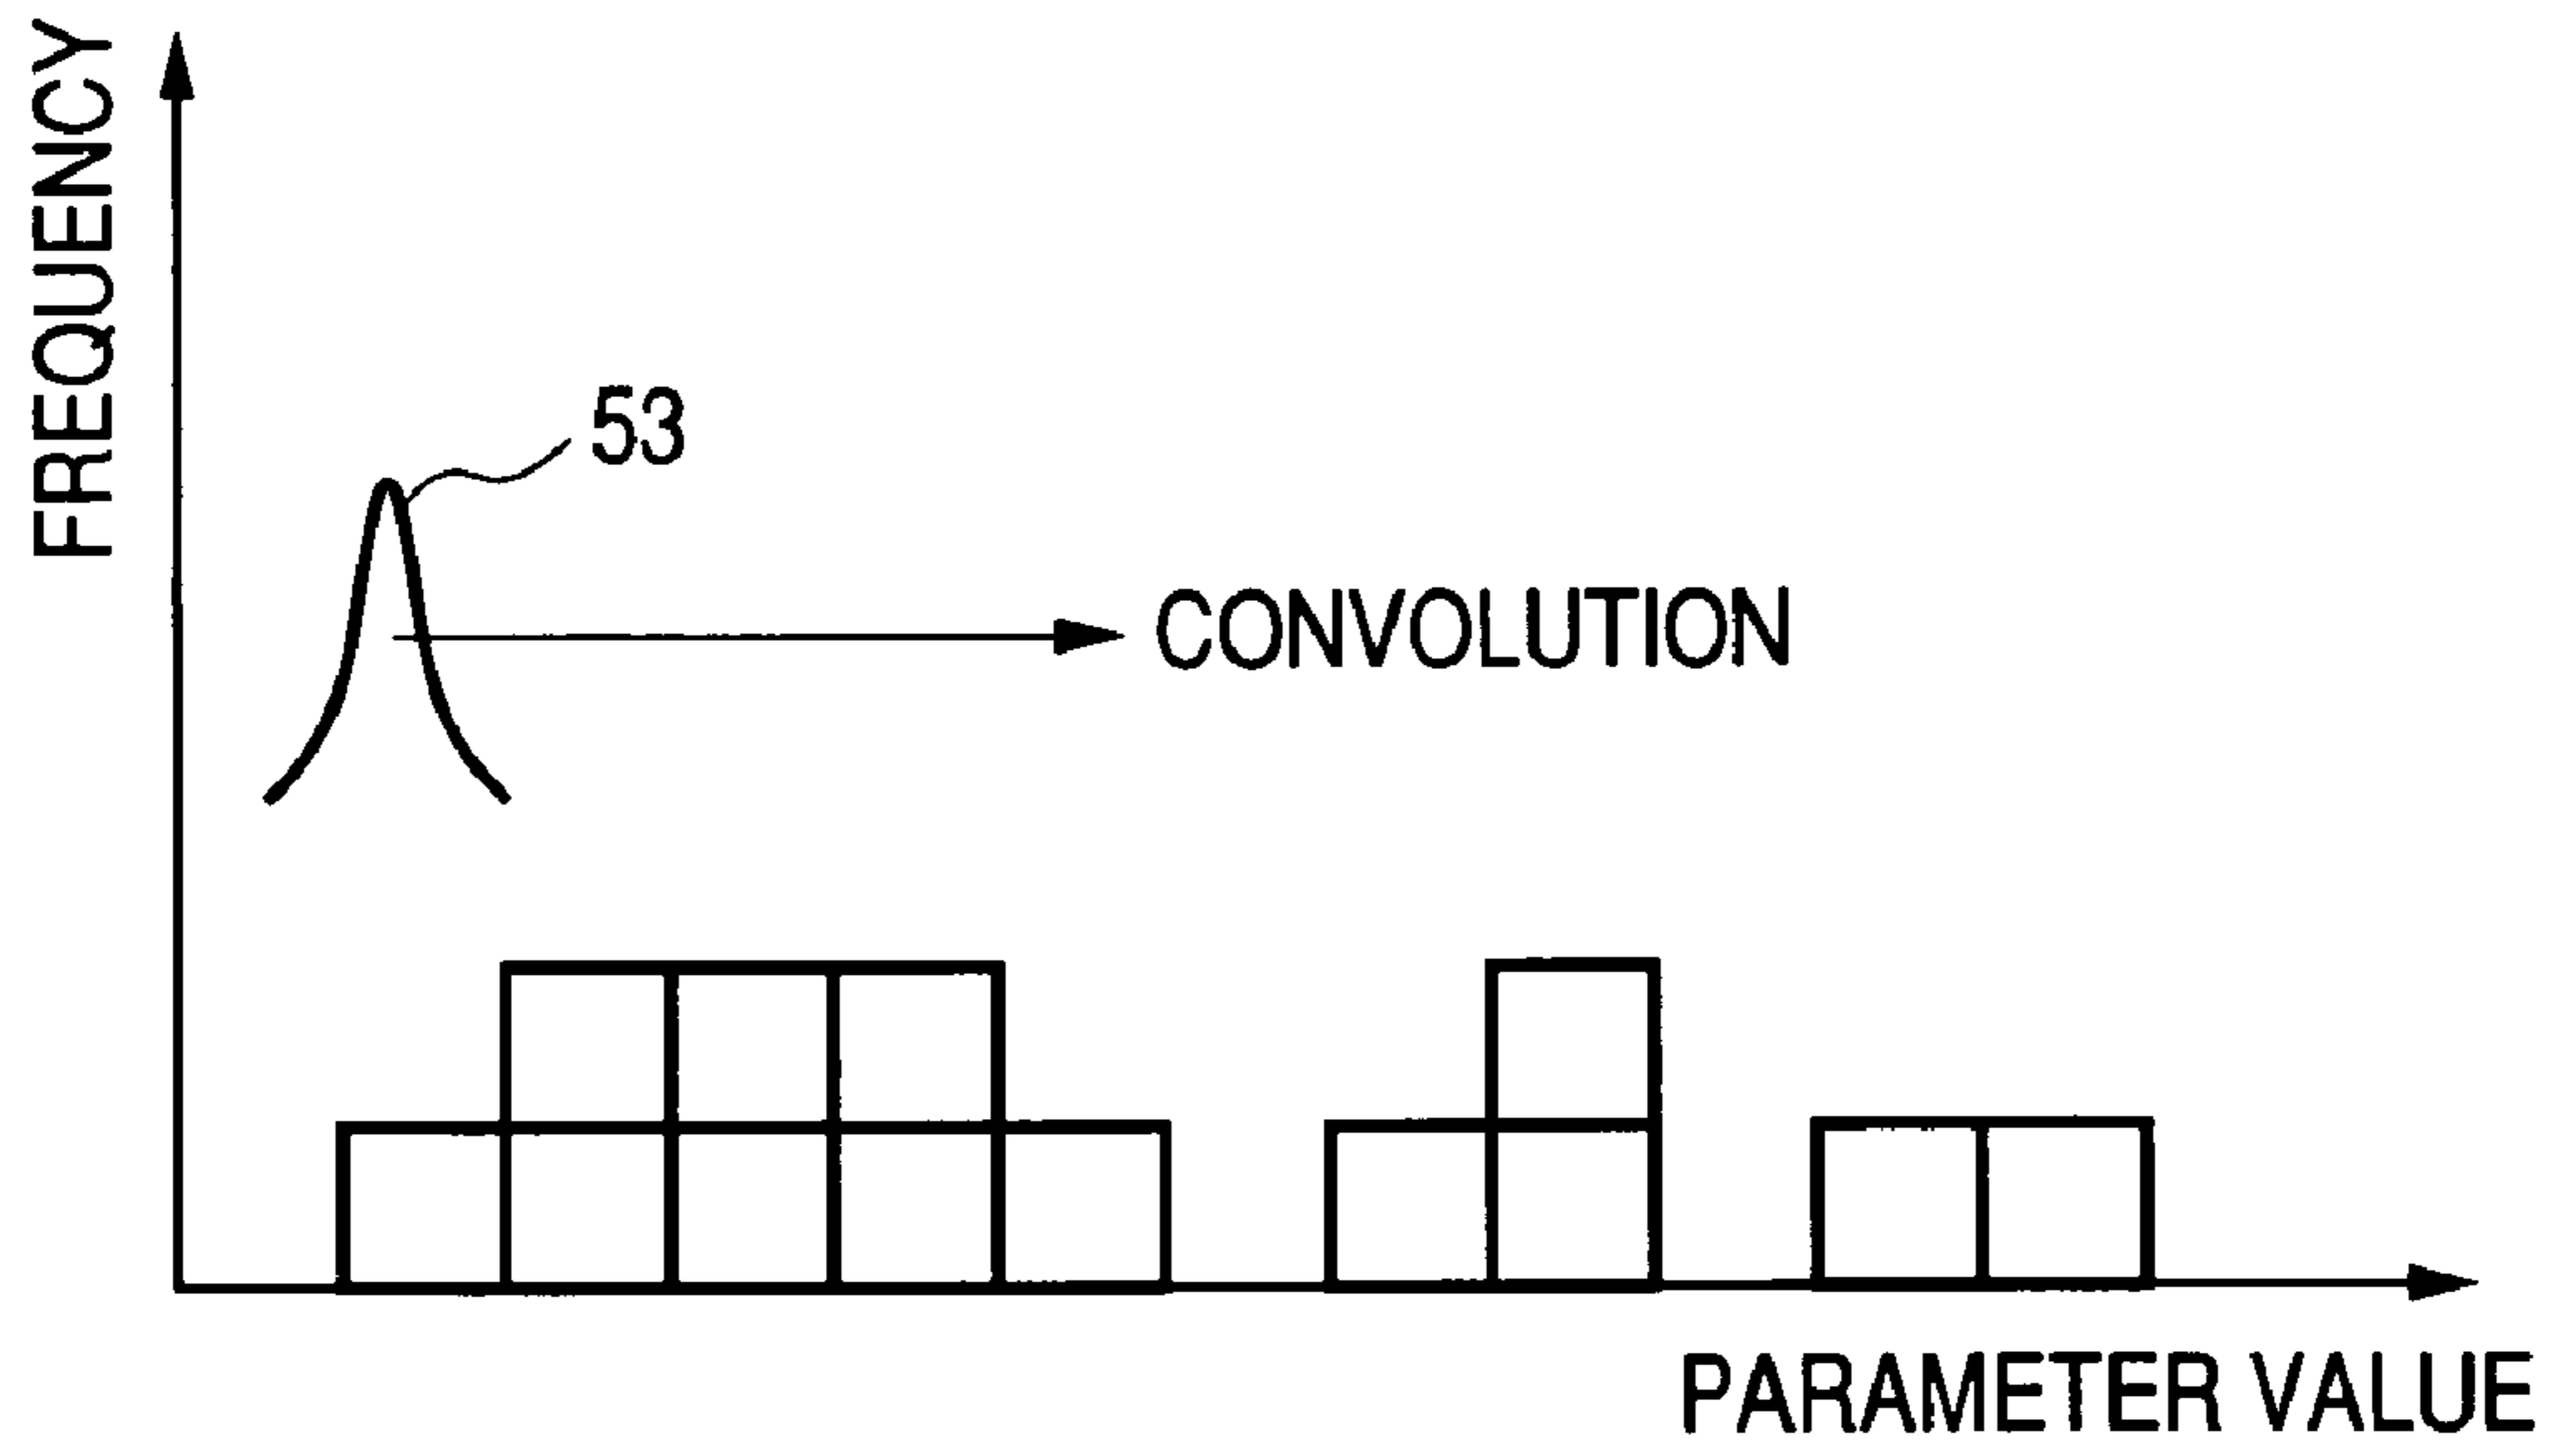 FREQUENCY
53
CONVOLUTION
PARAMETER VALUE